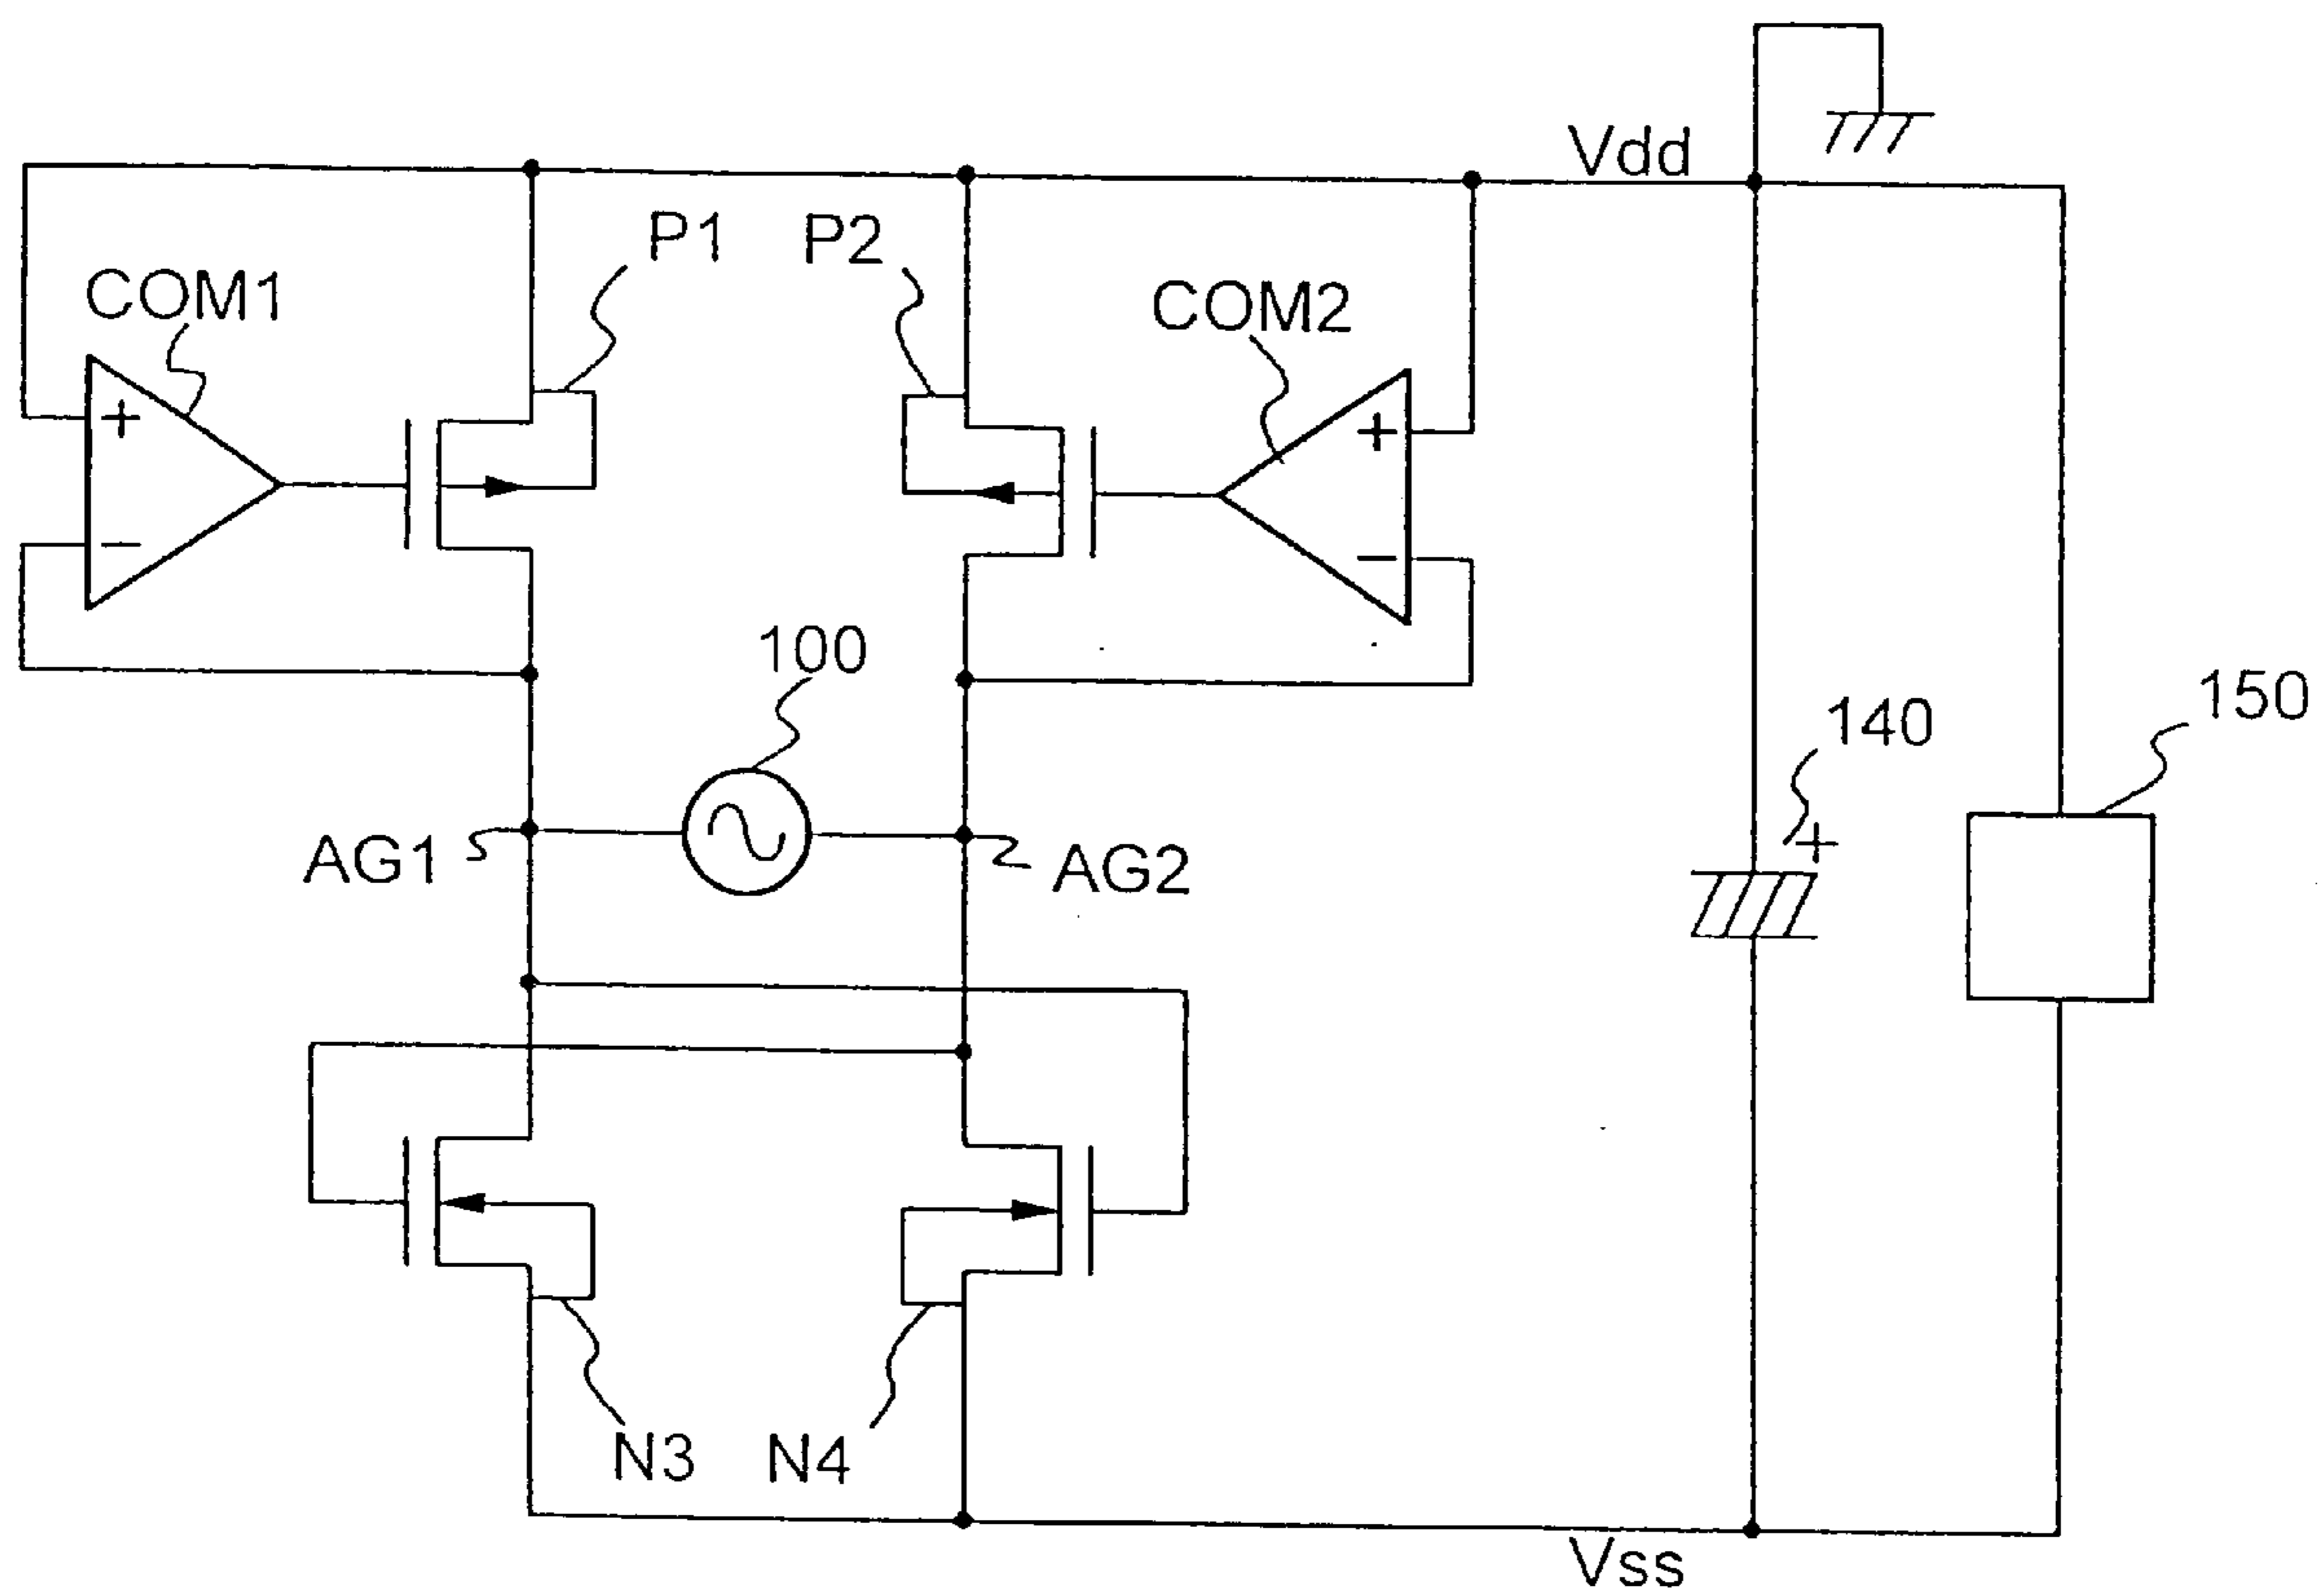 Vdd
P1
P2
COM1
COM2
+
−
+
−
100
150
140
+
AG1
AG2
N3
N4
Vss